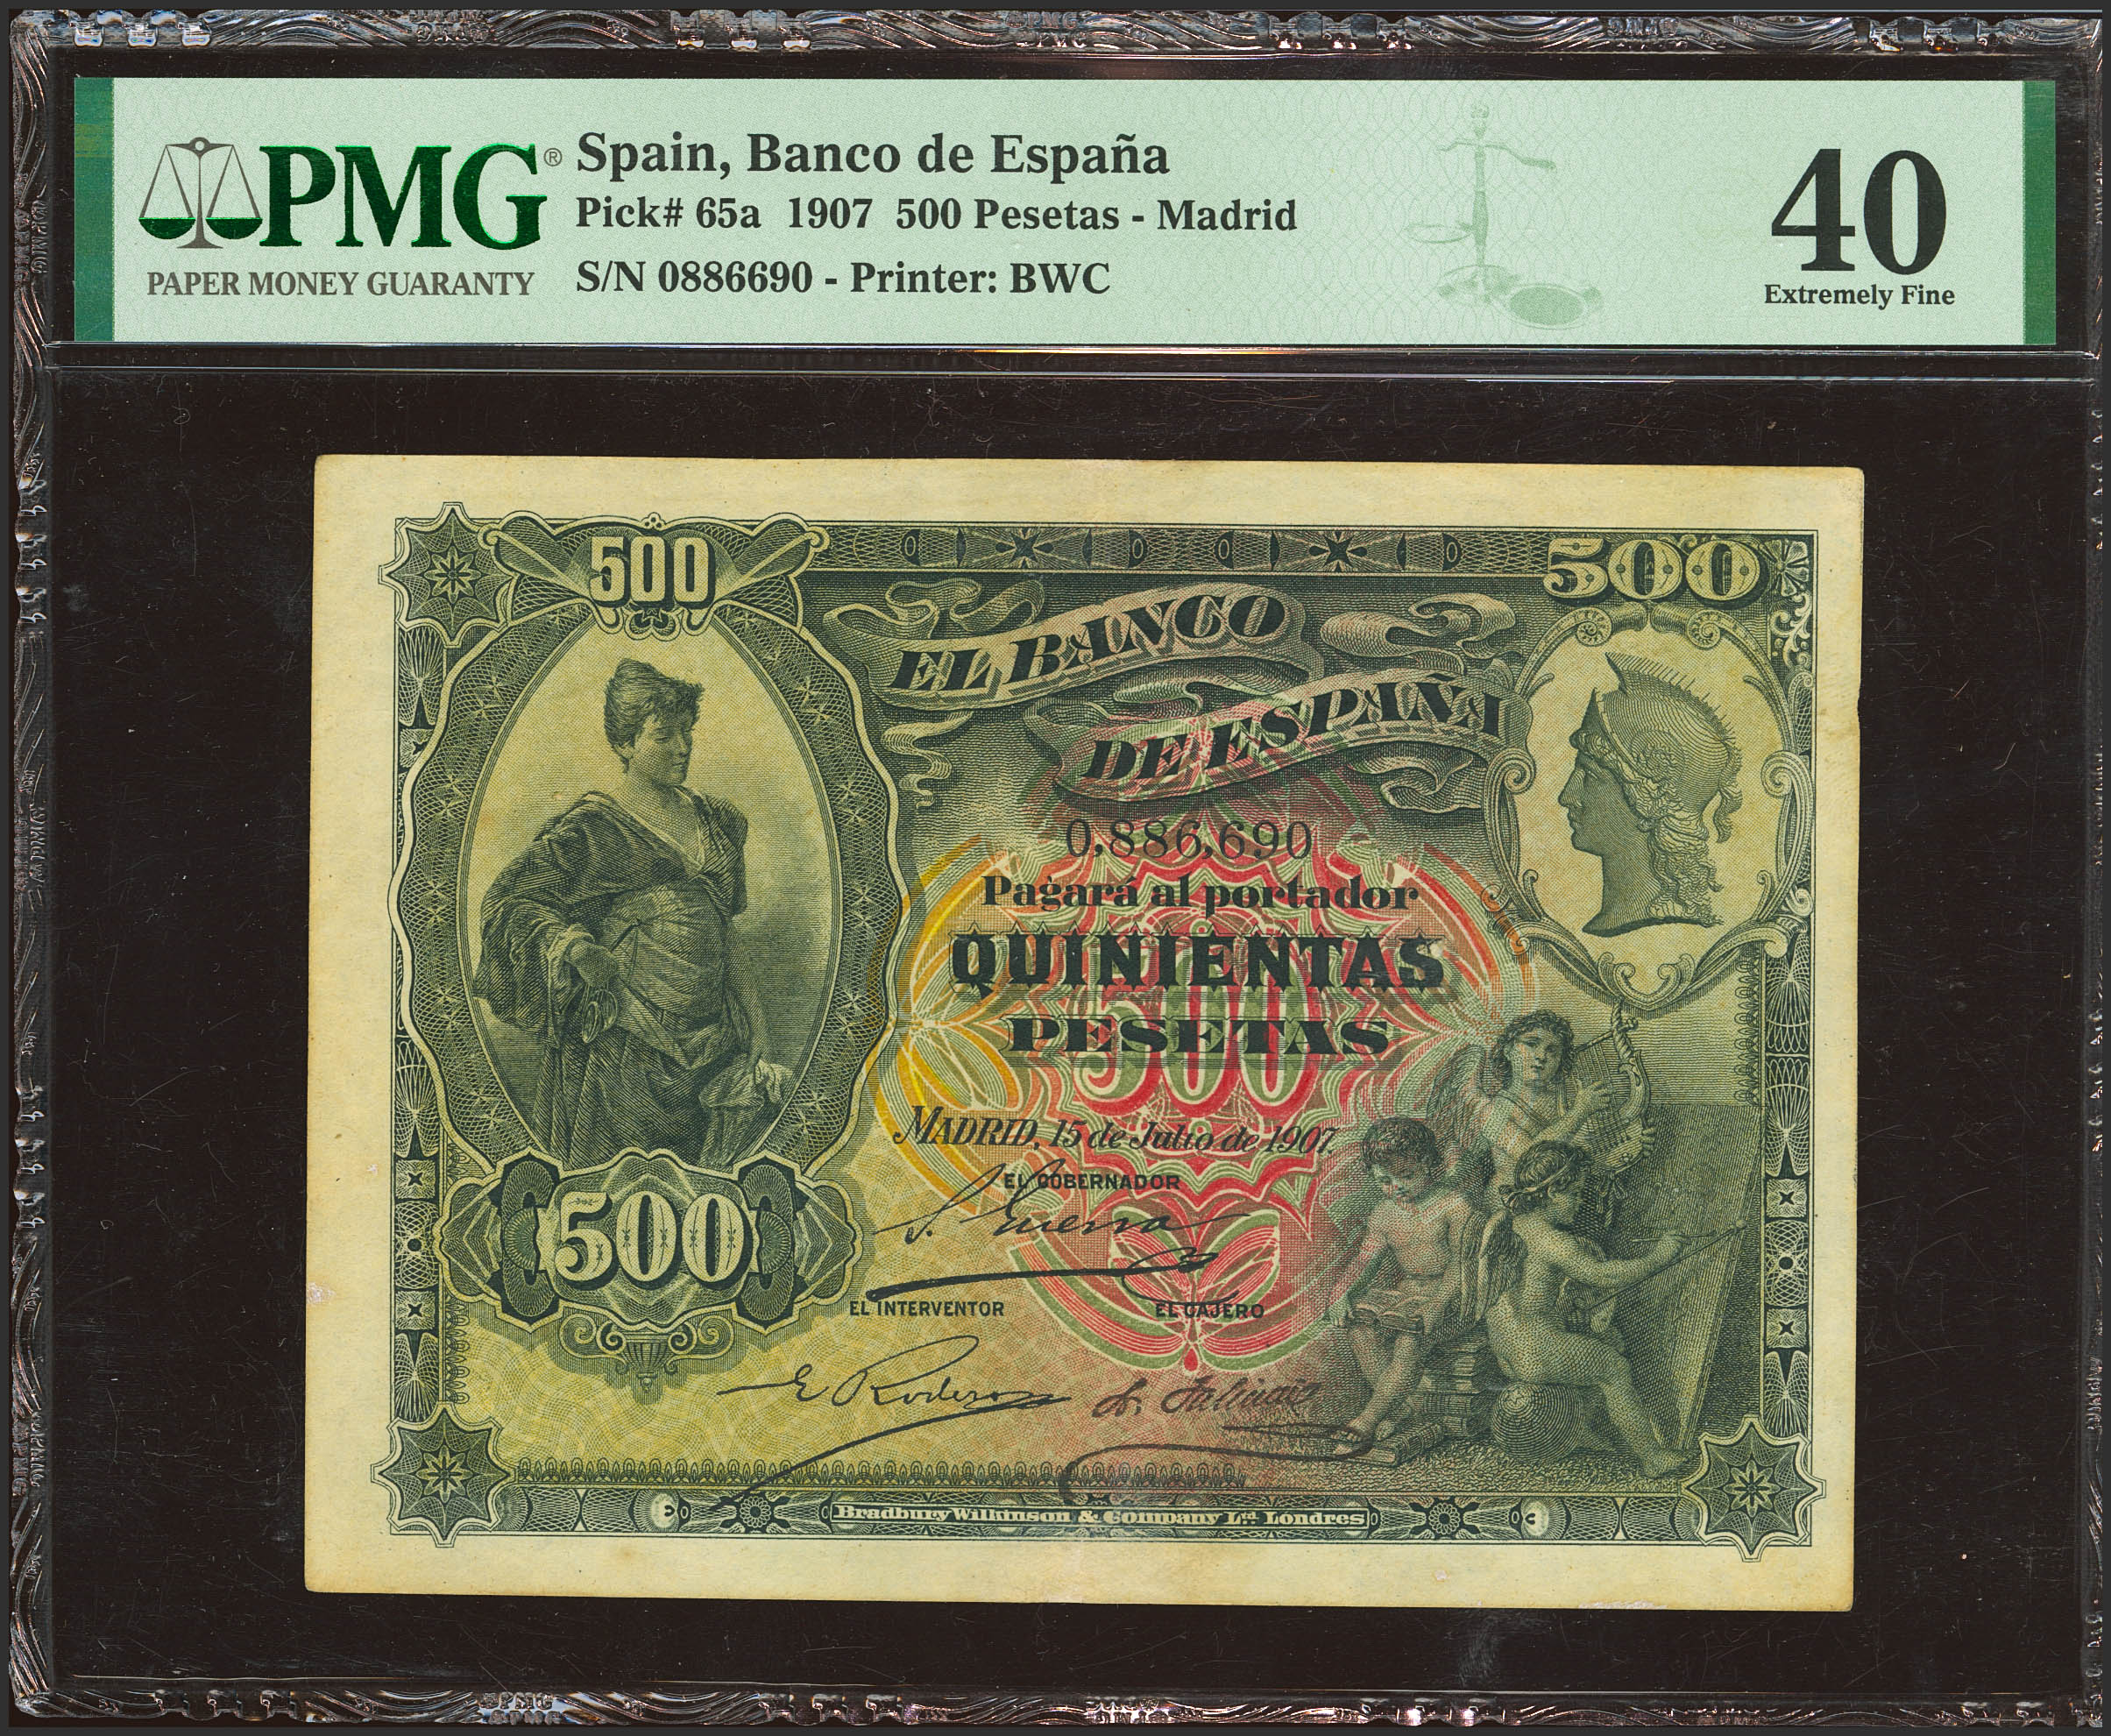 PMG®
PAPER MONEY GUARANTY
Spain, Banco de España
Pick# 65a 1907 500 Pesetas - Madrid
S/N 0886690 - Printer: BWC
40
Extremely Fine
500
500
EL BANCO
DE ESPAÑA
0,886,690
Pagará al portador
QUINIENTAS
500
PESETAS
MADRID, 15 de Julio de 1907.
EL GOBERNADOR
500
EL INTERVENTOR
EL CAJERO
Bradbury Wilkinson & Company Ltd. Londres